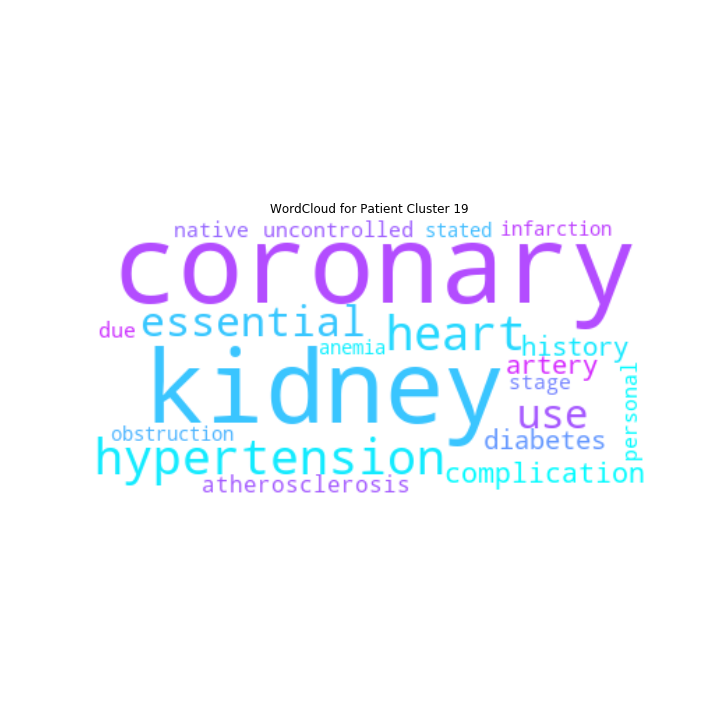 WordCloud for Patient Cluster 19
native uncontrolled stated infarction
coronary
due essential heart
anemia history
kidney artery
stage personal
use
obstruction diabetes
hypertension complication
atherosclerosis